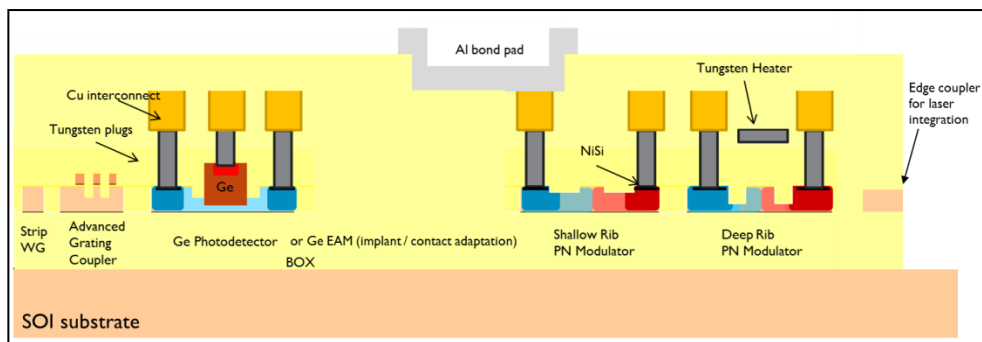 Al bond pad
Tungsten Heater
Edge coupler
for laser
integration
Cu interconnect
Tungsten plugs
NiSi
Ge
Strip
WG
Advanced
Grating
Coupler
Ge Photodetector or Ge EAM (implant / contact adaptation)
BOX
Shallow Rib
PN Modulator
Deep Rib
PN Modulator
SOI substrate